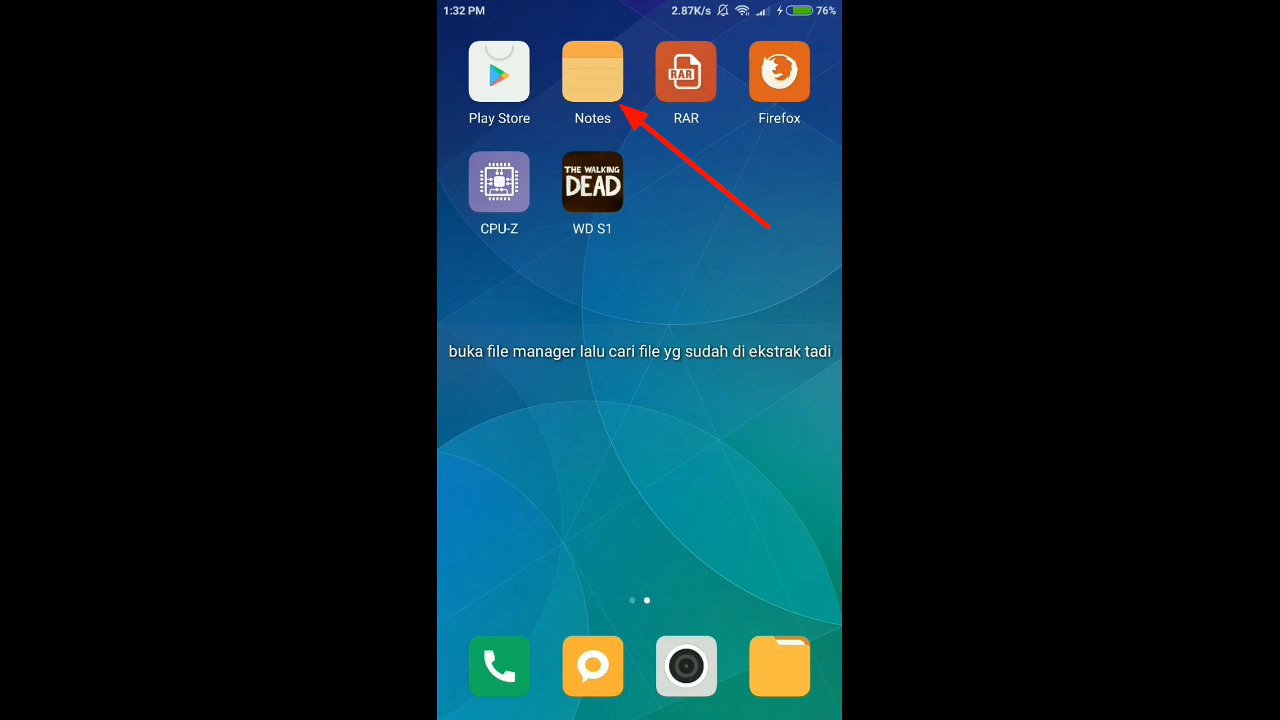 1:32 PM 2.87K/s 76%
Play Store Notes RAR Firefox
RAR
THE WALKING
DEAD
CPU-Z WD S1
buka file manager lalu cari file yg sudah di ekstrak tadi